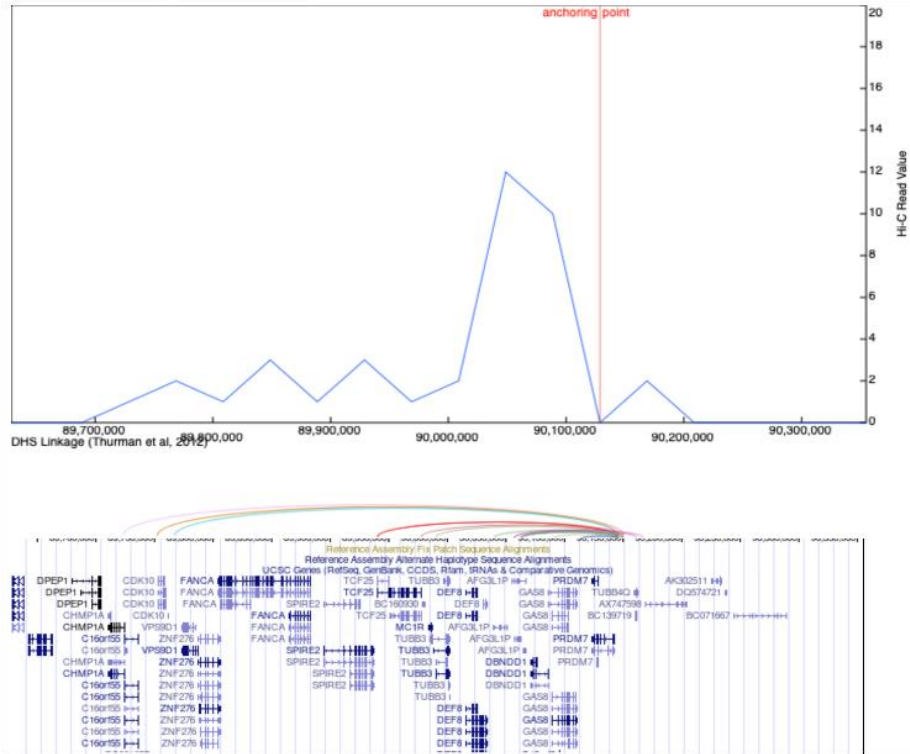 anchoring point
20
18
16
14
12
10
8
6
4
2
0
Hi-C Read Value
89,700,000 89,800,000 89,900,000 90,000,000 90,100,000 90,200,000 90,300,000
DHS Linkage (Thurman et al, 2012)
Reference Assembly Fix Patch Sequence Alignments
Reference Assembly Alternate Haplotype Sequence Alignments
UCSC Genes (RefSeq, GenBank, CCDS, Rfam, tRNAs & Comparative Genomics)
DPEP1 CDK10 FANCA TCF25 TUBB3 AFG3L1P PRDM7 AK302511
DPEP1 CDK10 FANCA TCF25 DEF8 GAS8 TUBB4Q DQ574721
DPEP1 CDK10 FANCA SPIRE2 BC160930 DEF8 GAS8 AX747598
CHMP1A CDK10 FANCA TCF25 DEF8 GAS8 BC139719 BC071667
CHMP1A VPS9D1 FANCA MC1R AFG3L1P GAS8
C16orf55 ZNF276 FANCA TUBB3 AFG3L1P PRDM7
C16orf55 VPS9D1 SPIRE2 TUBB3 AFG3L1P PRDM7
CHMP1A ZNF276 SPIRE2 TUBB3 DBNDD1 PRDM7
CHMP1A ZNF276 SPIRE2 TUBB3 DBNDD1
C16orf55 ZNF276 SPIRE2 TUBB3 DBNDD1
C16orf55 ZNF276 TUBB3 GAS8
C16orf55 ZNF276 DEF8 GAS8
C16orf55 ZNF276 DEF8 GAS8
C16orf55 ZNF276 DEF8 GAS8
C16orf55 ZNF276 DEF8 GAS8